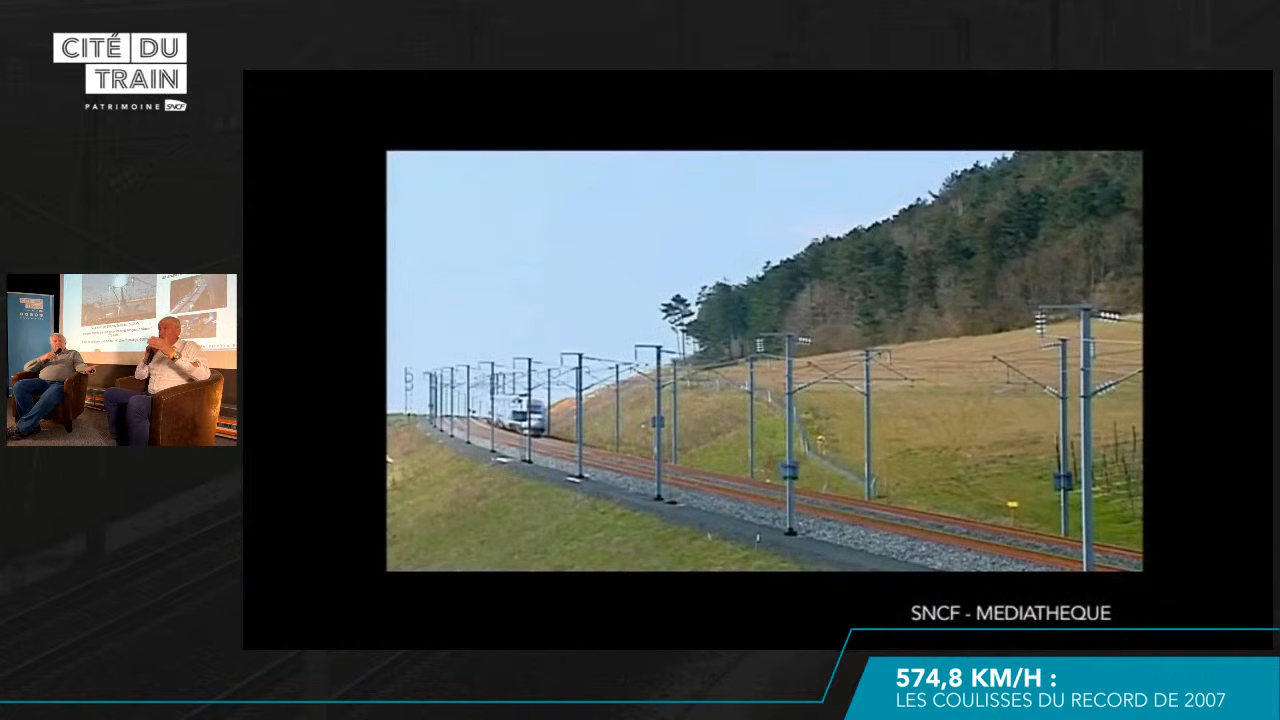 CITÉ DU
TRAIN
PATRIMOINE SNCF
SNCF - MEDIATHEQUE
574,8 KM/H :
LES COULISSES DU RECORD DE 2007